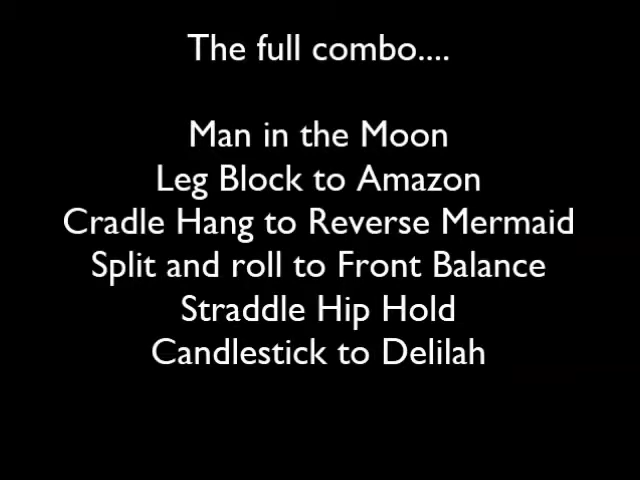 The full combo....
Man in the Moon
Leg Block to Amazon
Cradle Hang to Reverse Mermaid
Split and roll to Front Balance
Straddle Hip Hold
Candlestick to Delilah